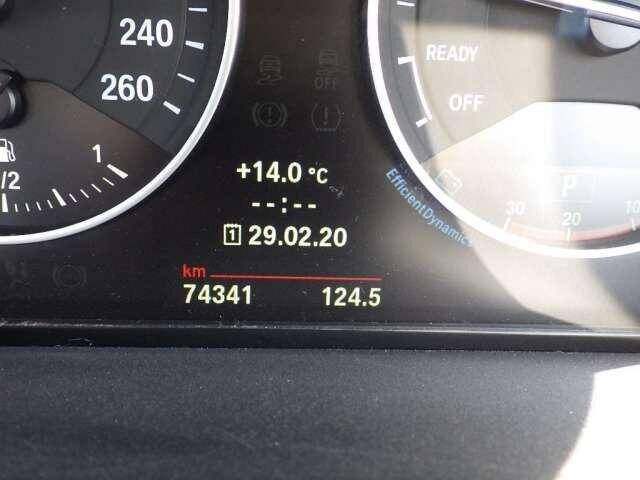 240
260
1
1/2
+14.0 °C
--:--
1 29.02.20
km
74341 124.5
OFF
READY
OFF
EfficientDynamics
P
30 20 10